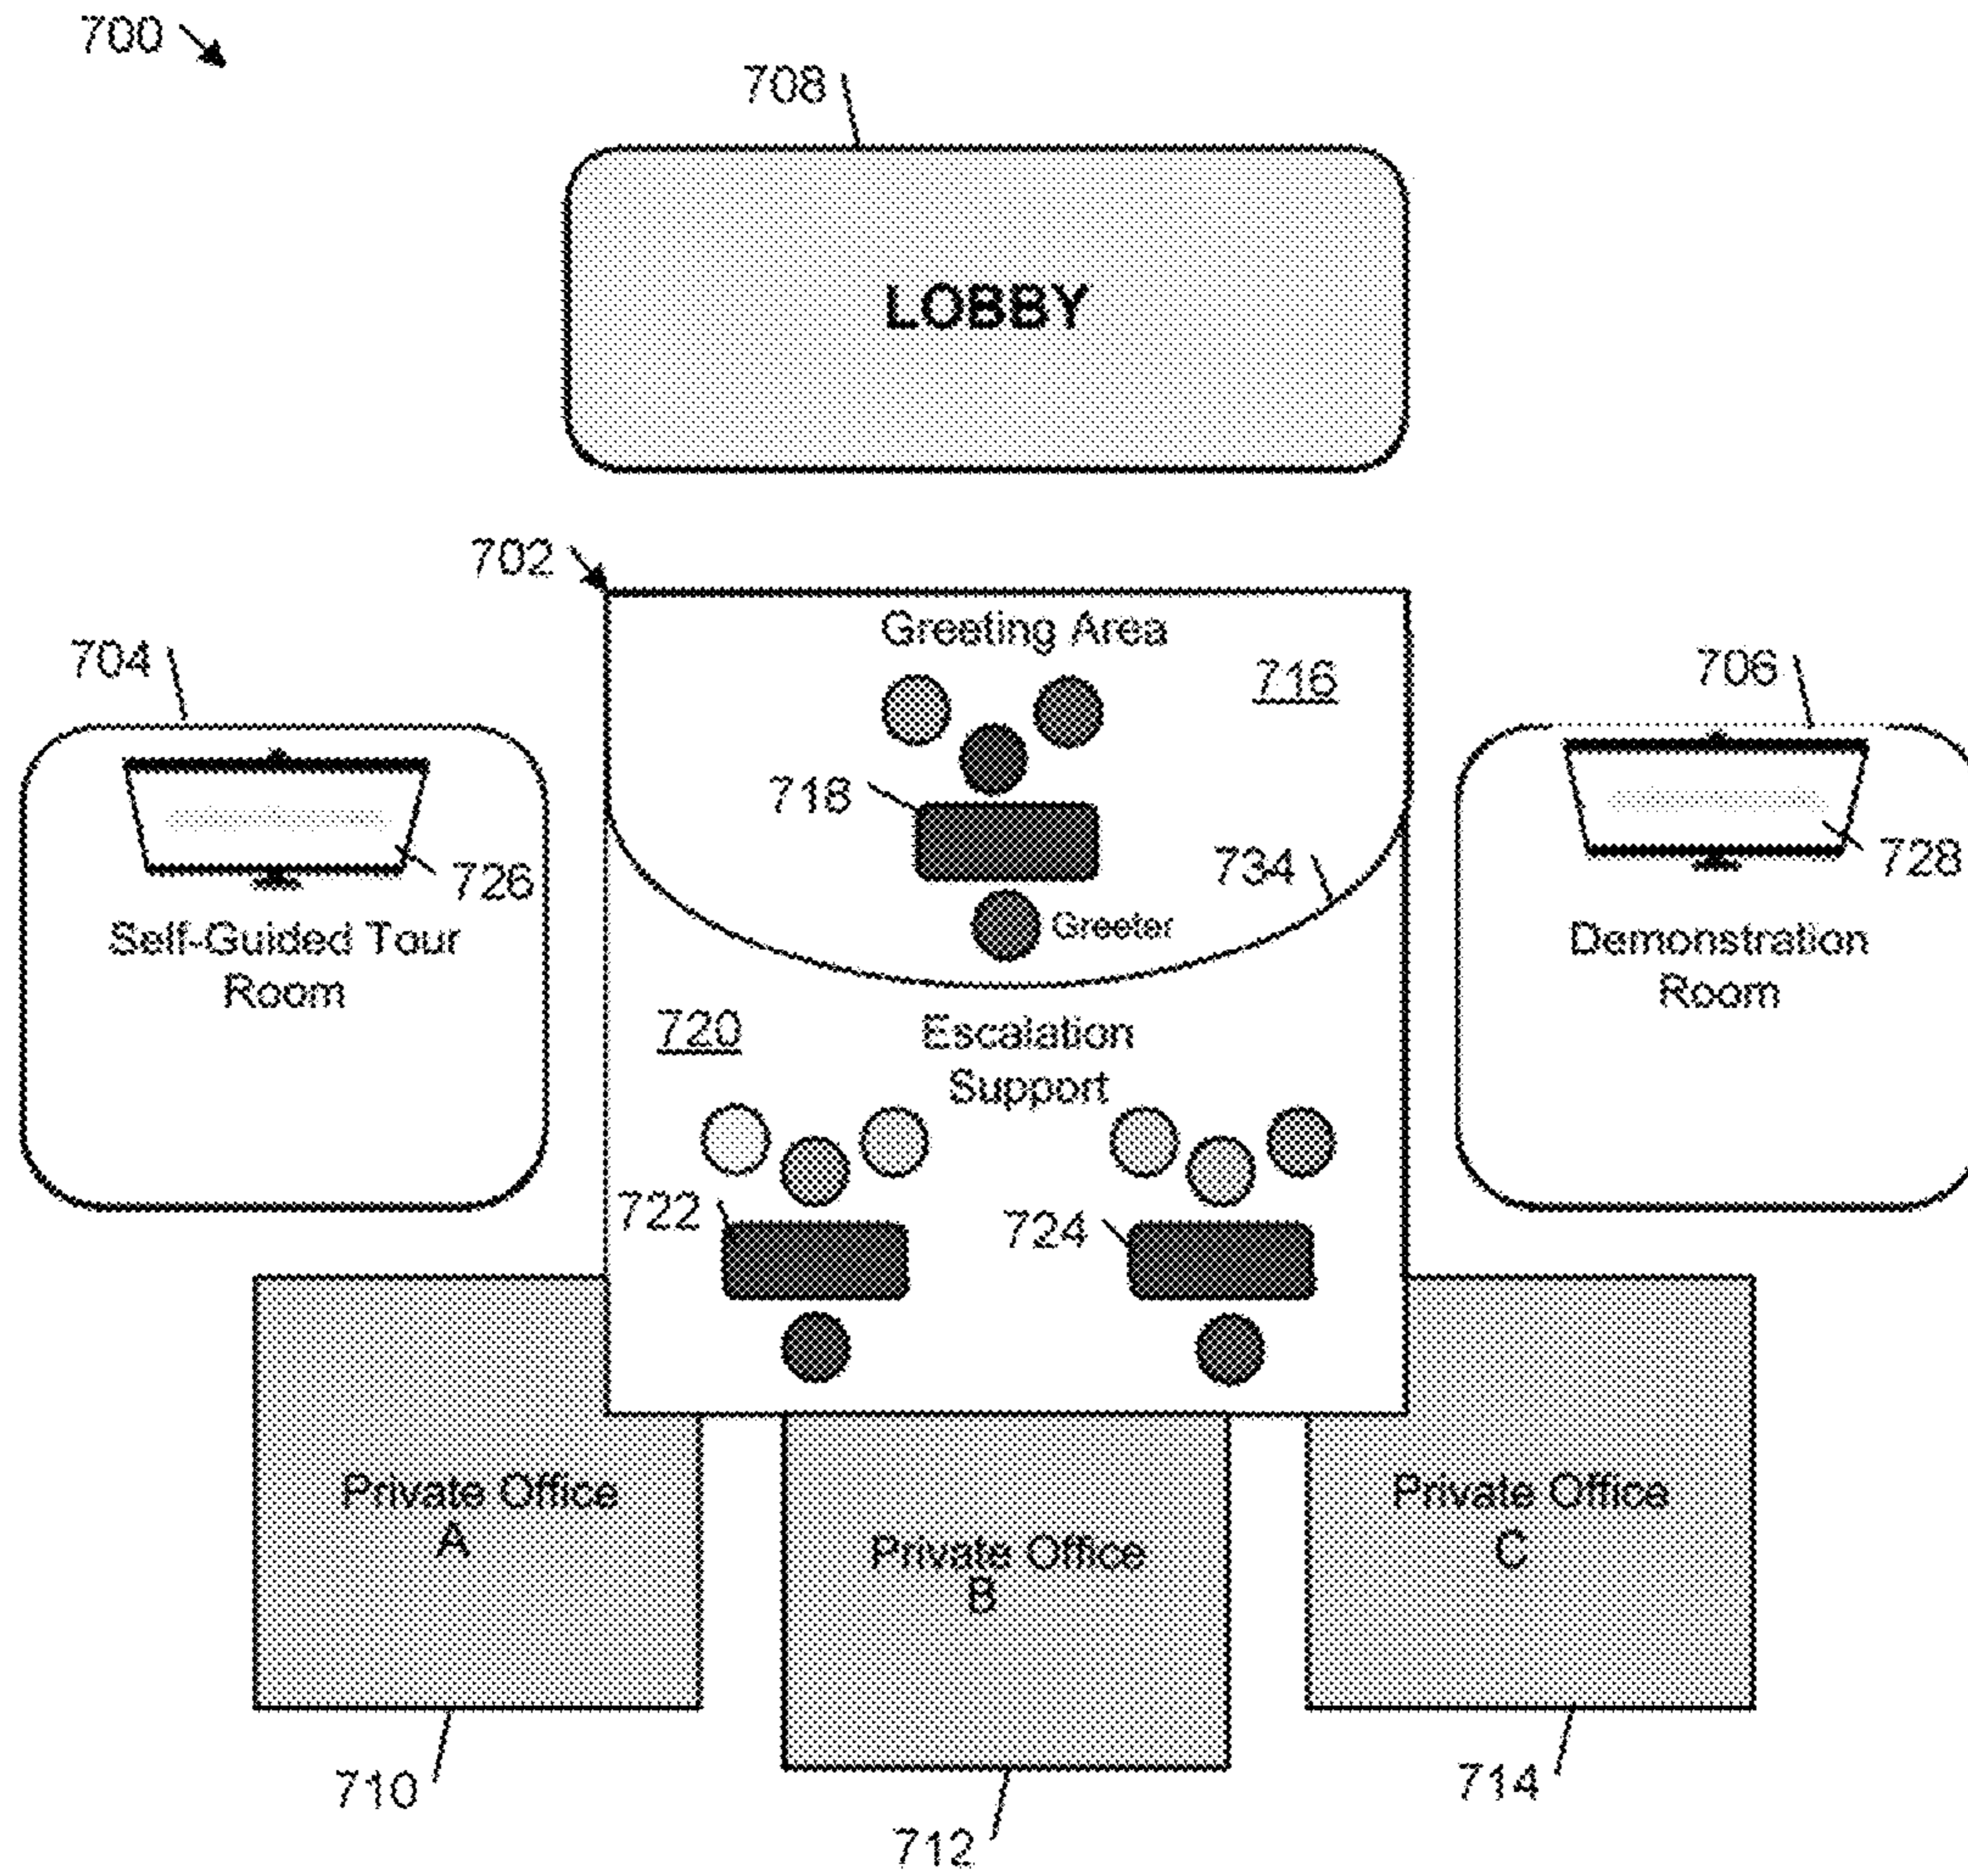 700
708
LOBBY
702
Greeting Area
704
716
706
718
734
726
728
Greeter
Self-Guided Tour
Room
Demonstration
Room
720
Escalation
Support
722
724
Private Office
A
Private Office
B
Private Office
C
710
712
714